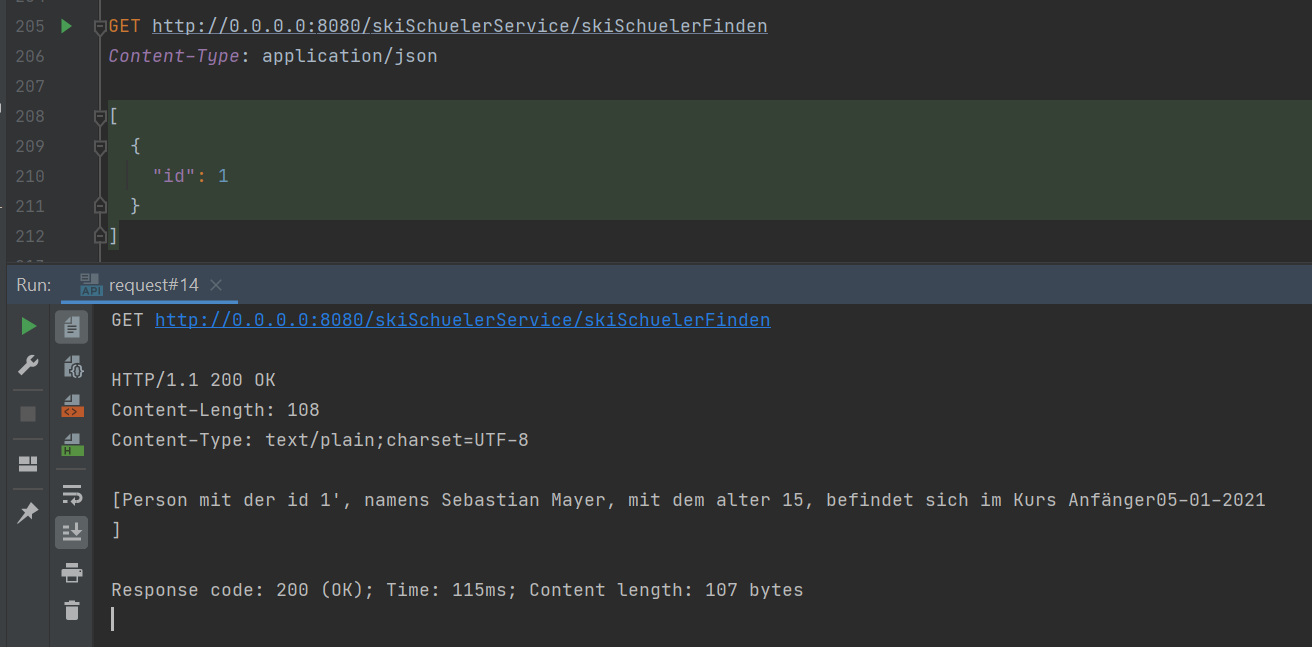 205 GET http://0.0.0.0:8080/skiSchuelerService/skiSchuelerFinden
206 Content-Type: application/json
207
208 [
209 {
210 "id": 1
211 }
212 ]
Run: API request#14
GET http://0.0.0.0:8080/skiSchuelerService/skiSchuelerFinden
HTTP/1.1 200 OK
Content-Length: 108
Content-Type: text/plain;charset=UTF-8
[Person mit der id 1', namens Sebastian Mayer, mit dem alter 15, befindet sich im Kurs Anfänger05-01-2021
]
Response code: 200 (OK); Time: 115ms; Content length: 107 bytes